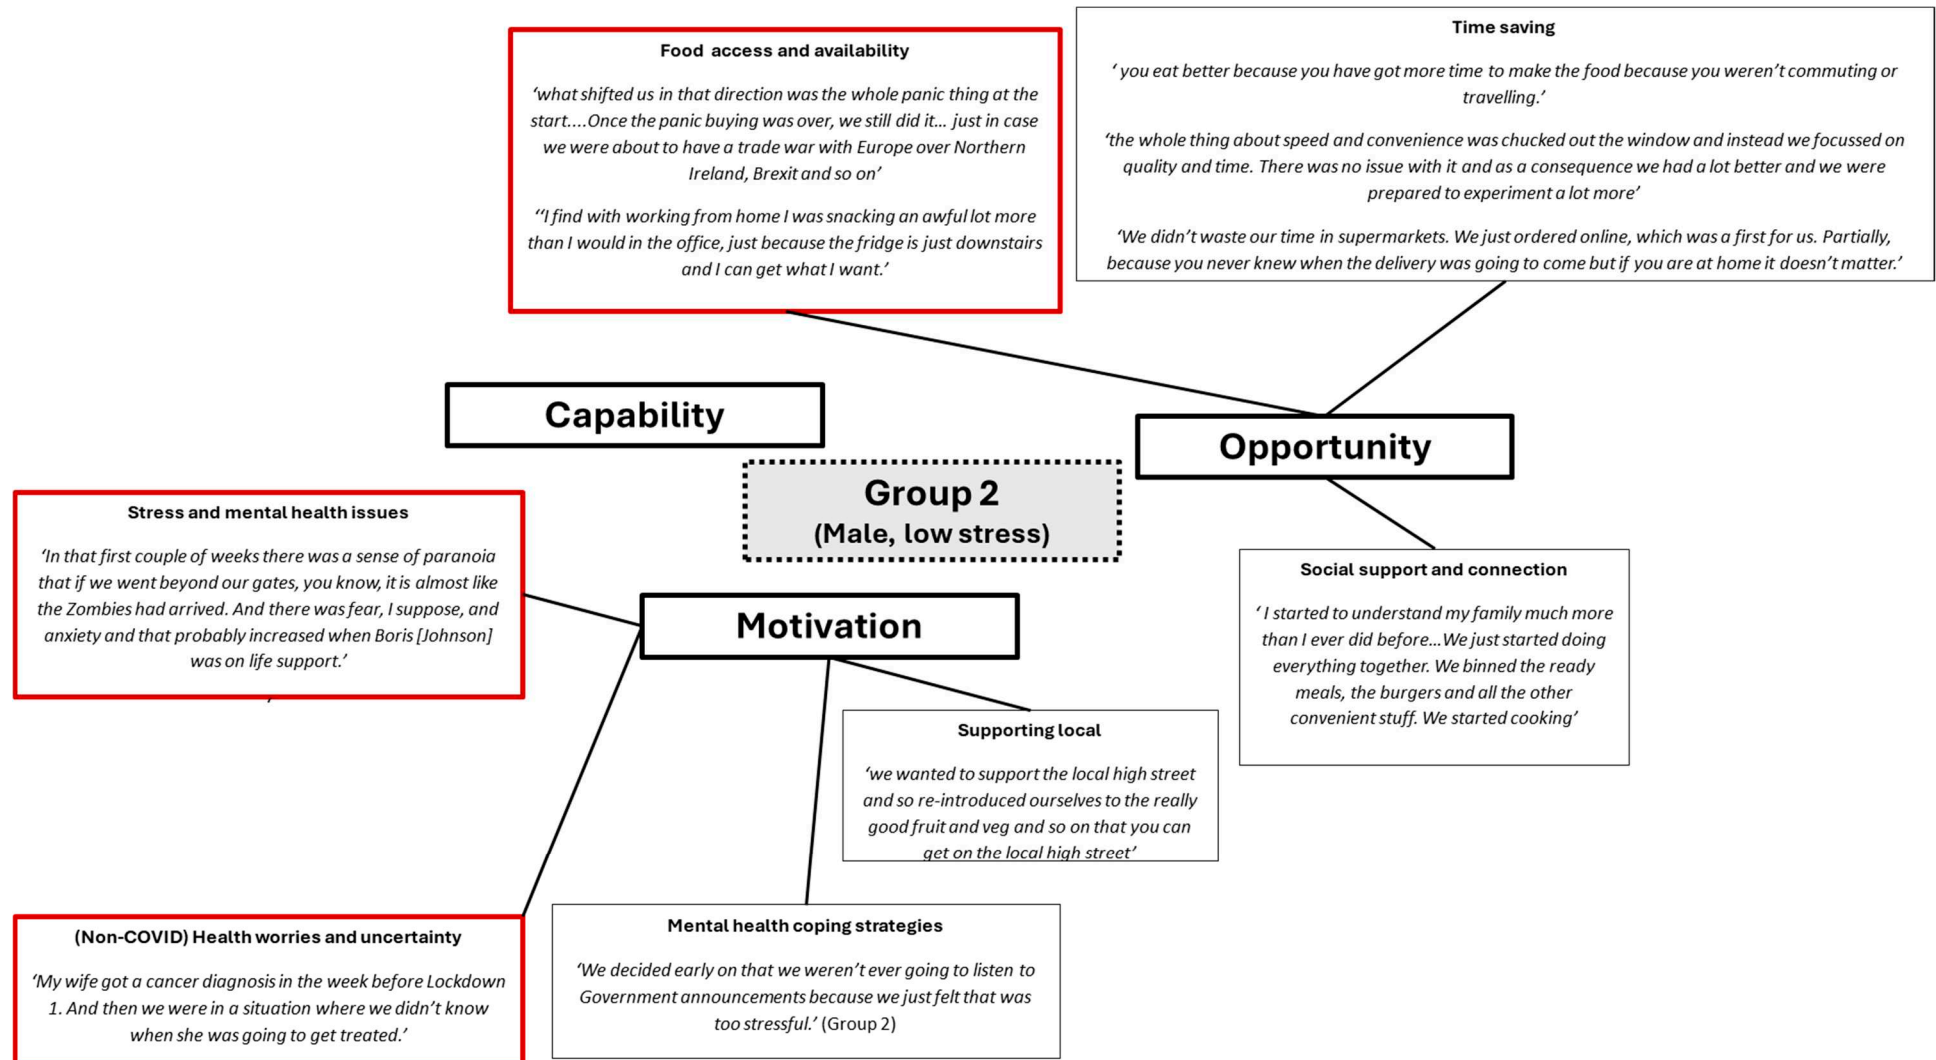 Food access and availability
‘what shifted us in that direction was the whole panic thing at the
start....Once the panic buying was over, we still did it… just in case
we were about to have a trade war with Europe over Northern
Ireland, Brexit and so on’
‘‘I find with working from home I was snacking an awful lot more
than I would in the office, just because the fridge is just downstairs
and I can get what I want.’
Time saving
‘ you eat better because you have got more time to make the food because you weren’t commuting or
travelling.’
‘the whole thing about speed and convenience was chucked out the window and instead we focussed on
quality and time. There was no issue with it and as a consequence we had a lot better and we were
prepared to experiment a lot more’
‘We didn’t waste our time in supermarkets. We just ordered online, which was a first for us. Partially,
because you never knew when the delivery was going to come but if you are at home it doesn’t matter.’
Capability
Opportunity
Group 2
(Male, low stress)
Stress and mental health issues
‘In that first couple of weeks there was a sense of paranoia
that if we went beyond our gates, you know, it is almost like
the Zombies had arrived. And there was fear, I suppose, and
anxiety and that probably increased when Boris [Johnson]
was on life support.’
Motivation
Social support and connection
‘ I started to understand my family much more
than I ever did before…We just started doing
everything together. We binned the ready
meals, the burgers and all the other
convenient stuff. We started cooking’
Supporting local
‘we wanted to support the local high street
and so re-introduced ourselves to the really
good fruit and veg and so on that you can
get on the local high street’
(Non-COVID) Health worries and uncertainty
‘My wife got a cancer diagnosis in the week before Lockdown
1. And then we were in a situation where we didn’t know
when she was going to get treated.’
Mental health coping strategies
‘We decided early on that we weren’t ever going to listen to
Government announcements because we just felt that was
too stressful.’ (Group 2)